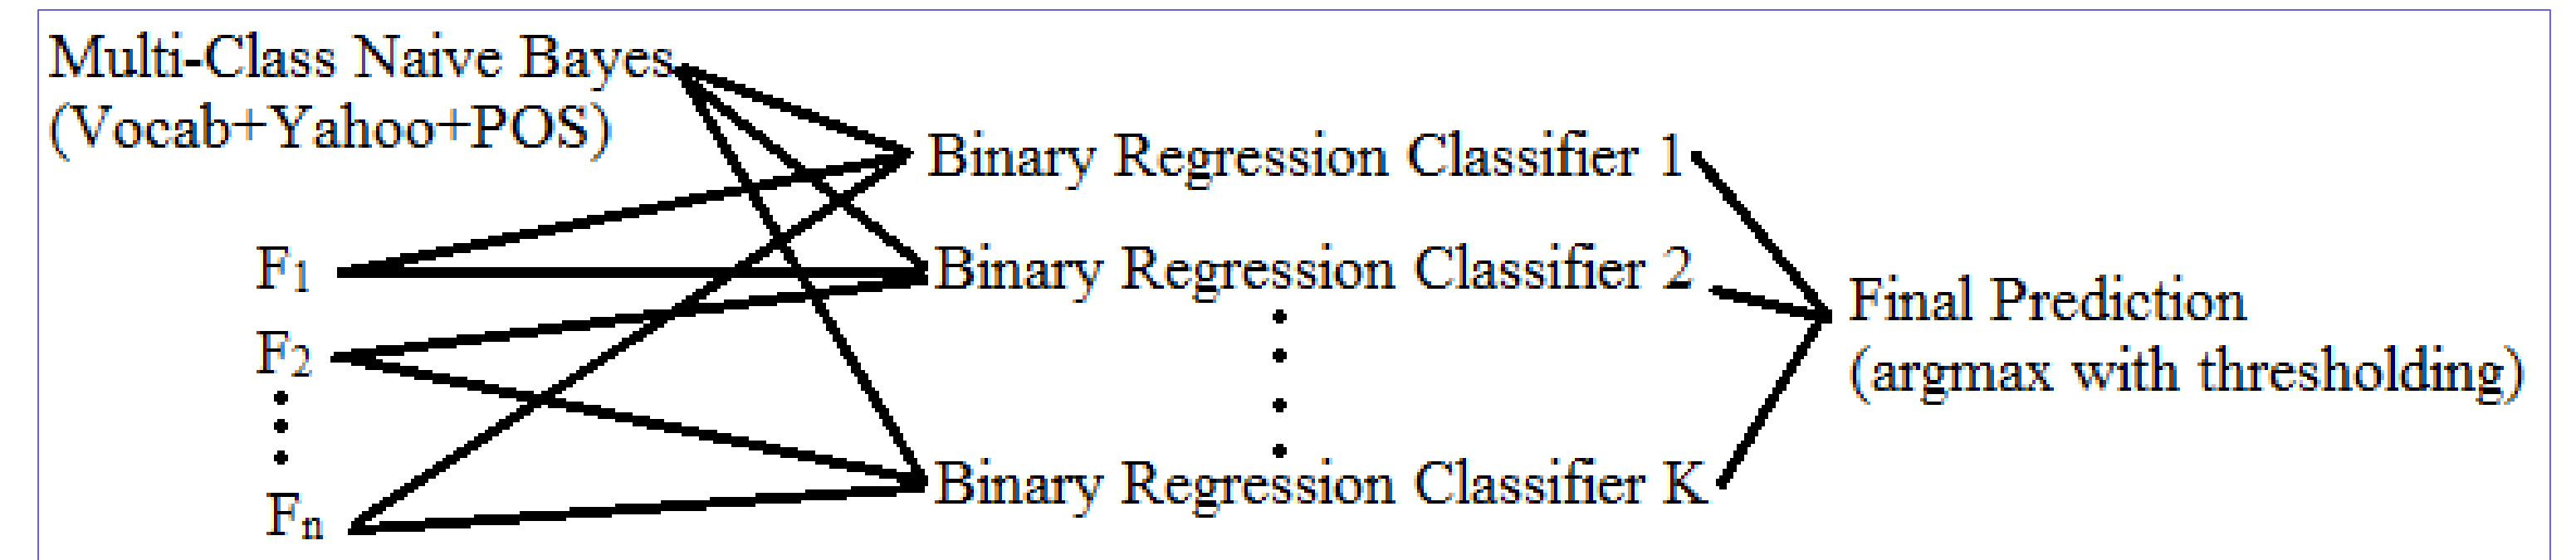 Multi-Class Naive Bayes
(Vocab+Yahoo+POS)
Binary Regression Classifier 1
F1
Binary Regression Classifier 2
F2
Final Prediction
(argmax with thresholding)
Fn
Binary Regression Classifier K